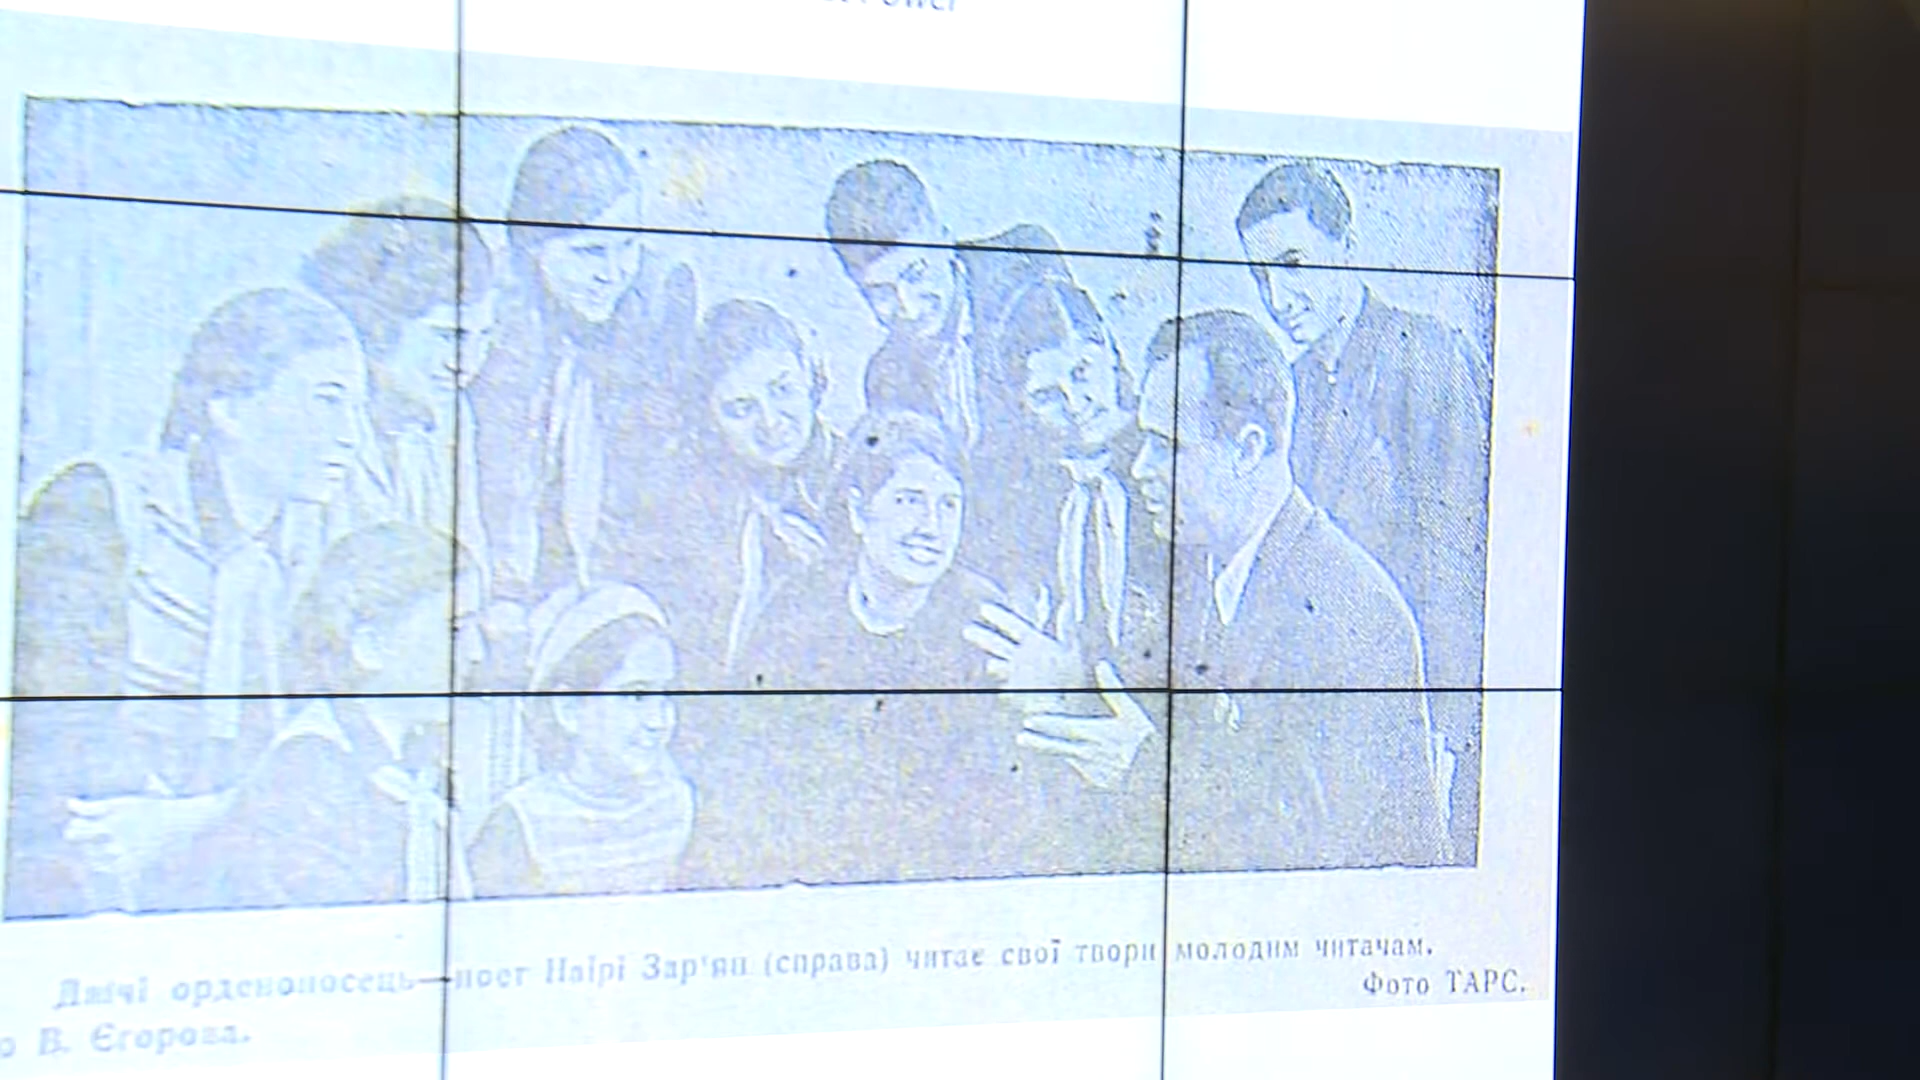 Двічі орденоносець—поет Наірі Зар'ян (справа) читає свої твори молодим читачам.
Фото ТАРС.
В. Єгорова.